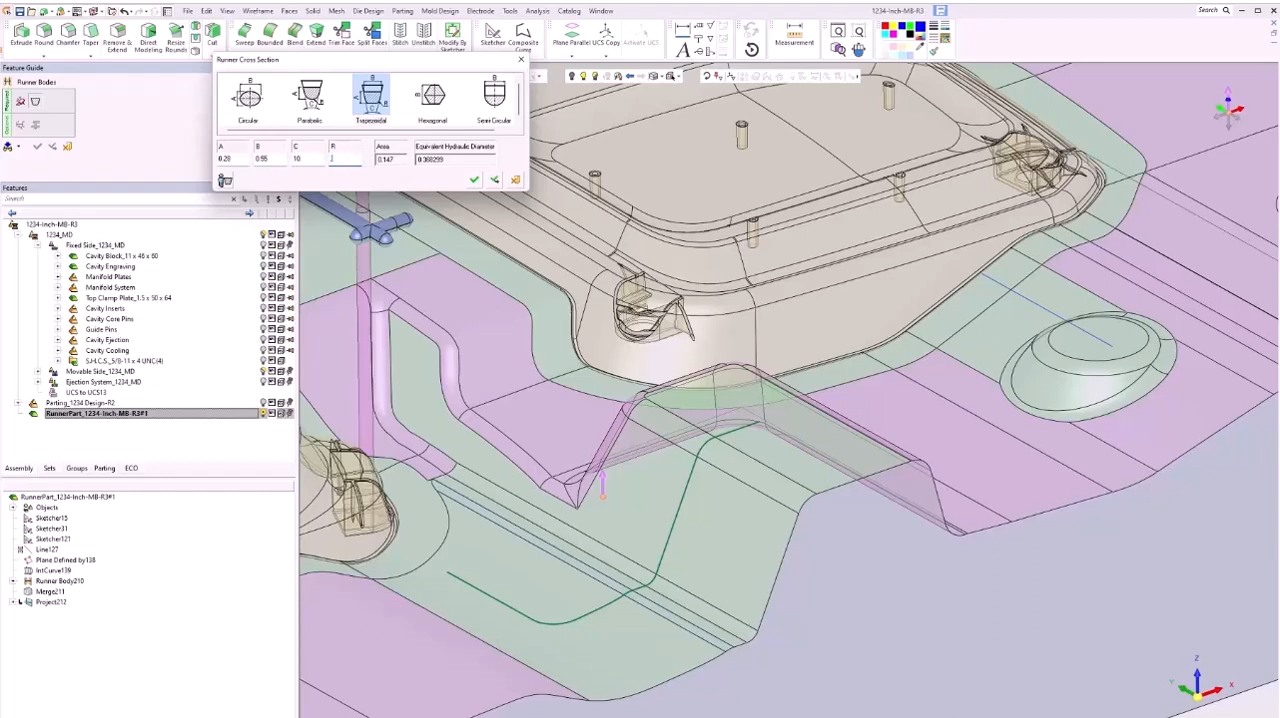 File Edit View Wireframe Faces Solid Mesh Die Design Parting Mold Design Electrode Tools Analysis Catalog Window
1234-Inch-MB-R3
Search
Extrude Round Chamfer Taper Remove & Extend Direct Modeling Resize Rounds
Sweep Bounded Blend Extend Trim Face Split Faces Stitch Unstitch Modify By Sketcher Sketcher Composite Curve
Plane Parallel UCS Copy Activate UCS
Measurement
Feature Guide
Runner Bodies
Required
Optional
Runner Cross Section
Circular Parabolic Trapezoidal Hexagonal Semi Circular
A B C R Area Equivalent Hydraulic Diameter
0.28 0.55 10 0.147 0.368299
Features
Search
1234-Inch-MB-R3
1234_MD
Fixed Side_1234_MD
Cavity Block_11 x 46 x 60
Cavity Engraving
Manifold Plates
Manifold System
Top Clamp Plate_1.5 x 50 x 64
Cavity Inserts
Cavity Core Pins
Guide Pins
Cavity Ejection
Cavity Cooling
S.H.C.S._5/8-11 x 4 UNC(4)
Movable Side_1234_MD
Ejection System_1234_MD
UCS to UCS13
Parting_1234 Design-R2
RunnerPart_1234-Inch-MB-R3#1
Assembly Sets Groups Parting ECO
RunnerPart_1234-Inch-MB-R3#1
Objects
Sketcher15
Sketcher31
Sketcher121
Line127
Plane Defined by138
IntCurve139
Runner Body210
Merge211
Project212
Z
Y
X